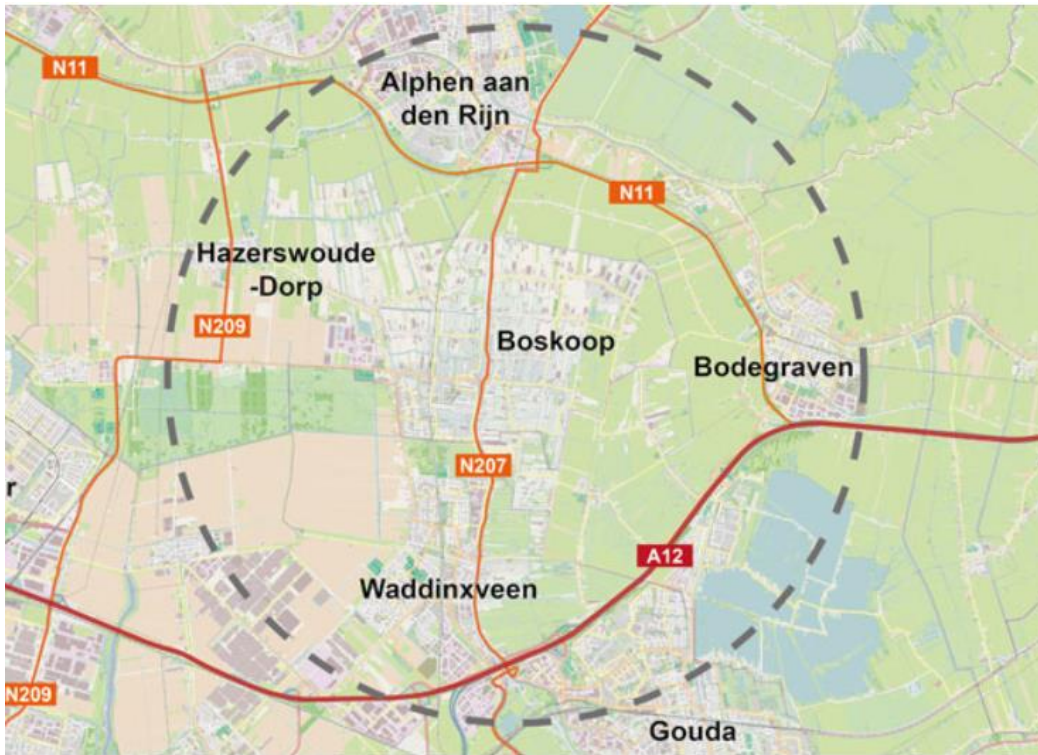 N11
Alphen aan
den Rijn
N11
Hazerswoude
-Dorp
N209
Boskoop
Bodegraven
N207
r
A12
Waddinxveen
N209
Gouda